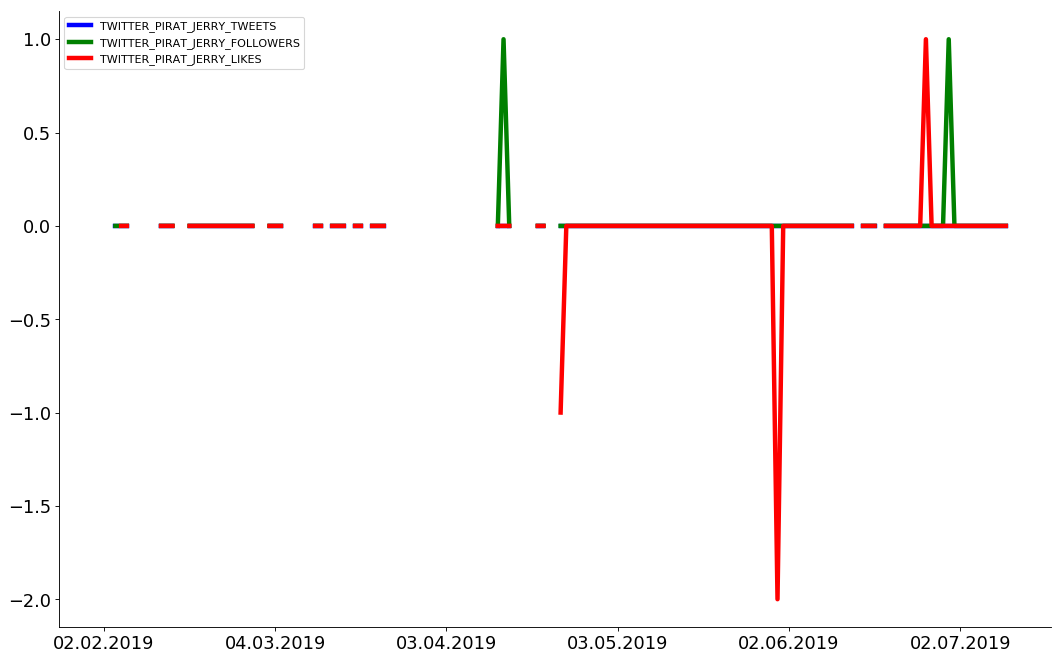 TWITTER_PIRAT_JERRY_TWEETS
TWITTER_PIRAT_JERRY_FOLLOWERS
TWITTER_PIRAT_JERRY_LIKES
1.0
0.5
0.0
−0.5
−1.0
−1.5
−2.0
02.02.2019 04.03.2019 03.04.2019 03.05.2019 02.06.2019 02.07.2019